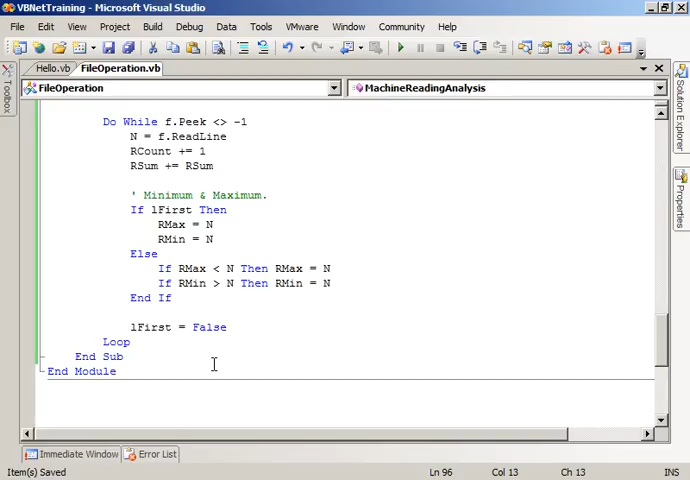 VBNetTraining - Microsoft Visual Studio
File Edit View Project Build Debug Data Tools VMware Window Community Help
Toolbox
Hello.vb FileOperation.vb
FileOperation MachineReadingAnalysis
Solution Explorer
Properties
Do While f.Peek <> -1
N = f.ReadLine
RCount += 1
RSum += RSum
' Minimum & Maximum.
If lFirst Then
RMax = N
RMin = N
Else
If RMax < N Then RMax = N
If RMin > N Then RMin = N
End If
lFirst = False
Loop
End Sub
End Module
Immediate Window Error List
Item(s) Saved Ln 96 Col 13 Ch 13 INS